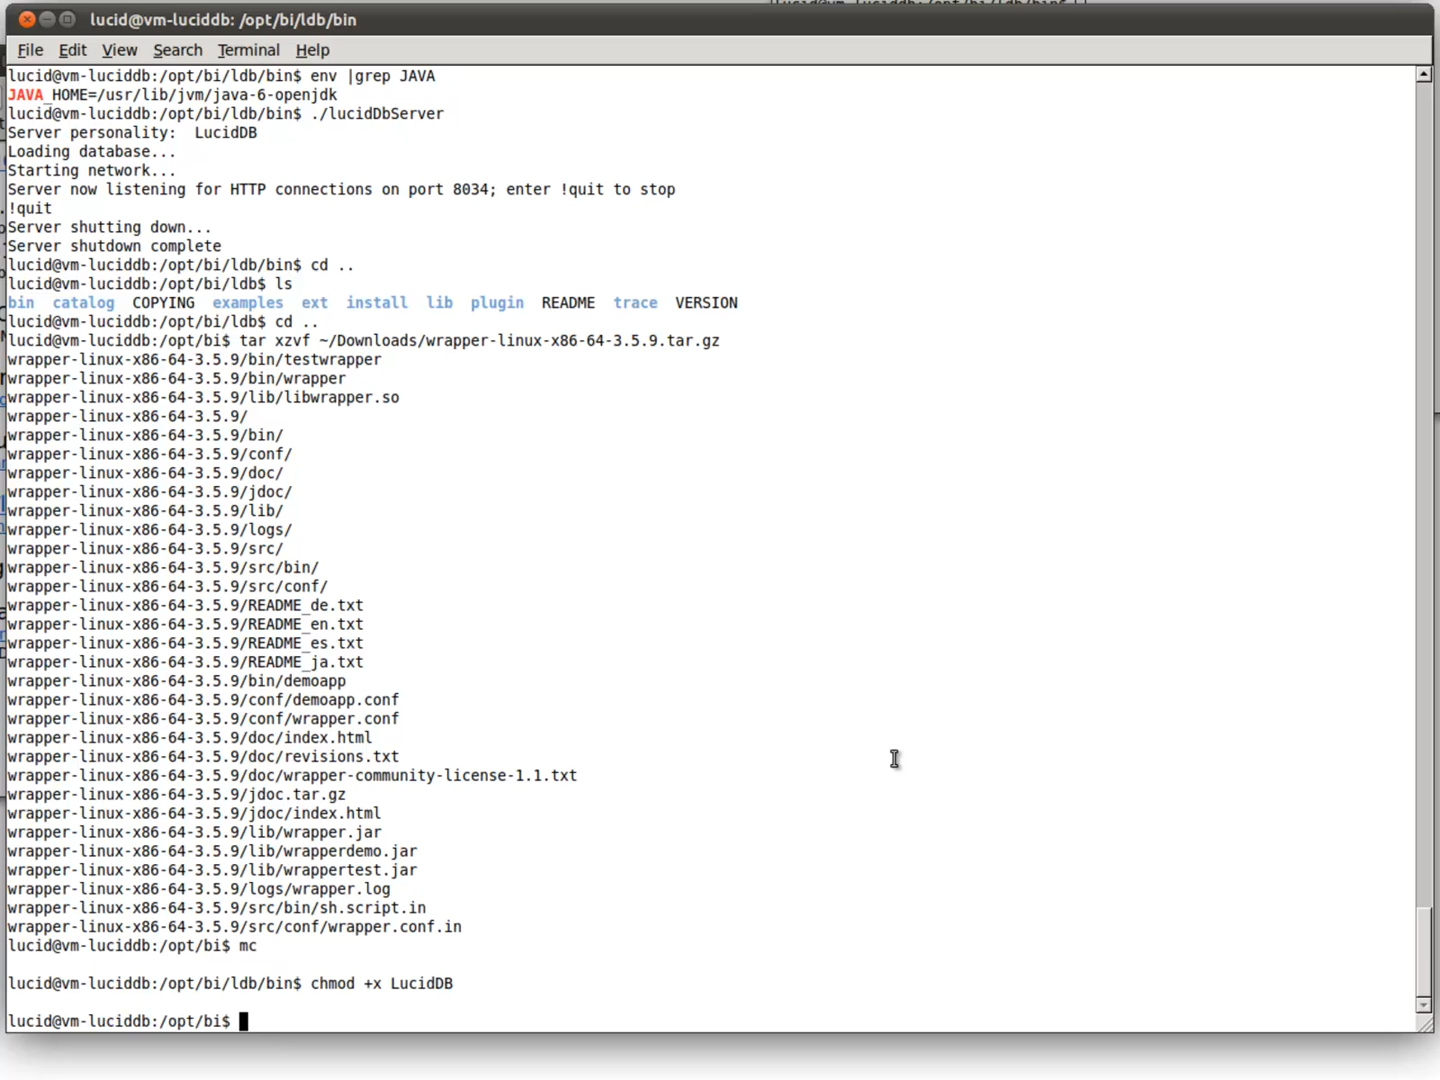 lucid@vm-luciddb: /opt/bi/ldb/bin
File Edit View Search Terminal Help
lucid@vm-luciddb:/opt/bi/ldb/bin$ env |grep JAVA
JAVA_HOME=/usr/lib/jvm/java-6-openjdk
lucid@vm-luciddb:/opt/bi/ldb/bin$ ./lucidDbServer
Server personality:  LucidDB
Loading database...
Starting network...
Server now listening for HTTP connections on port 8034; enter !quit to stop
!quit
Server shutting down...
Server shutdown complete
lucid@vm-luciddb:/opt/bi/ldb/bin$ cd ..
lucid@vm-luciddb:/opt/bi/ldb$ ls
bin  catalog  COPYING  examples  ext  install  lib  plugin  README  trace  VERSION
lucid@vm-luciddb:/opt/bi/ldb$ cd ..
lucid@vm-luciddb:/opt/bi$ tar xzvf ~/Downloads/wrapper-linux-x86-64-3.5.9.tar.gz
wrapper-linux-x86-64-3.5.9/bin/testwrapper
wrapper-linux-x86-64-3.5.9/bin/wrapper
wrapper-linux-x86-64-3.5.9/lib/libwrapper.so
wrapper-linux-x86-64-3.5.9/
wrapper-linux-x86-64-3.5.9/bin/
wrapper-linux-x86-64-3.5.9/conf/
wrapper-linux-x86-64-3.5.9/doc/
wrapper-linux-x86-64-3.5.9/jdoc/
wrapper-linux-x86-64-3.5.9/lib/
wrapper-linux-x86-64-3.5.9/logs/
wrapper-linux-x86-64-3.5.9/src/
wrapper-linux-x86-64-3.5.9/src/bin/
wrapper-linux-x86-64-3.5.9/src/conf/
wrapper-linux-x86-64-3.5.9/README_de.txt
wrapper-linux-x86-64-3.5.9/README_en.txt
wrapper-linux-x86-64-3.5.9/README_es.txt
wrapper-linux-x86-64-3.5.9/README_ja.txt
wrapper-linux-x86-64-3.5.9/bin/demoapp
wrapper-linux-x86-64-3.5.9/conf/demoapp.conf
wrapper-linux-x86-64-3.5.9/conf/wrapper.conf
wrapper-linux-x86-64-3.5.9/doc/index.html
wrapper-linux-x86-64-3.5.9/doc/revisions.txt
wrapper-linux-x86-64-3.5.9/doc/wrapper-community-license-1.1.txt
wrapper-linux-x86-64-3.5.9/jdoc.tar.gz
wrapper-linux-x86-64-3.5.9/jdoc/index.html
wrapper-linux-x86-64-3.5.9/lib/wrapper.jar
wrapper-linux-x86-64-3.5.9/lib/wrapperdemo.jar
wrapper-linux-x86-64-3.5.9/lib/wrappertest.jar
wrapper-linux-x86-64-3.5.9/logs/wrapper.log
wrapper-linux-x86-64-3.5.9/src/bin/sh.script.in
wrapper-linux-x86-64-3.5.9/src/conf/wrapper.conf.in
lucid@vm-luciddb:/opt/bi$ mc
lucid@vm-luciddb:/opt/bi/ldb/bin$ chmod +x LucidDB
lucid@vm-luciddb:/opt/bi$